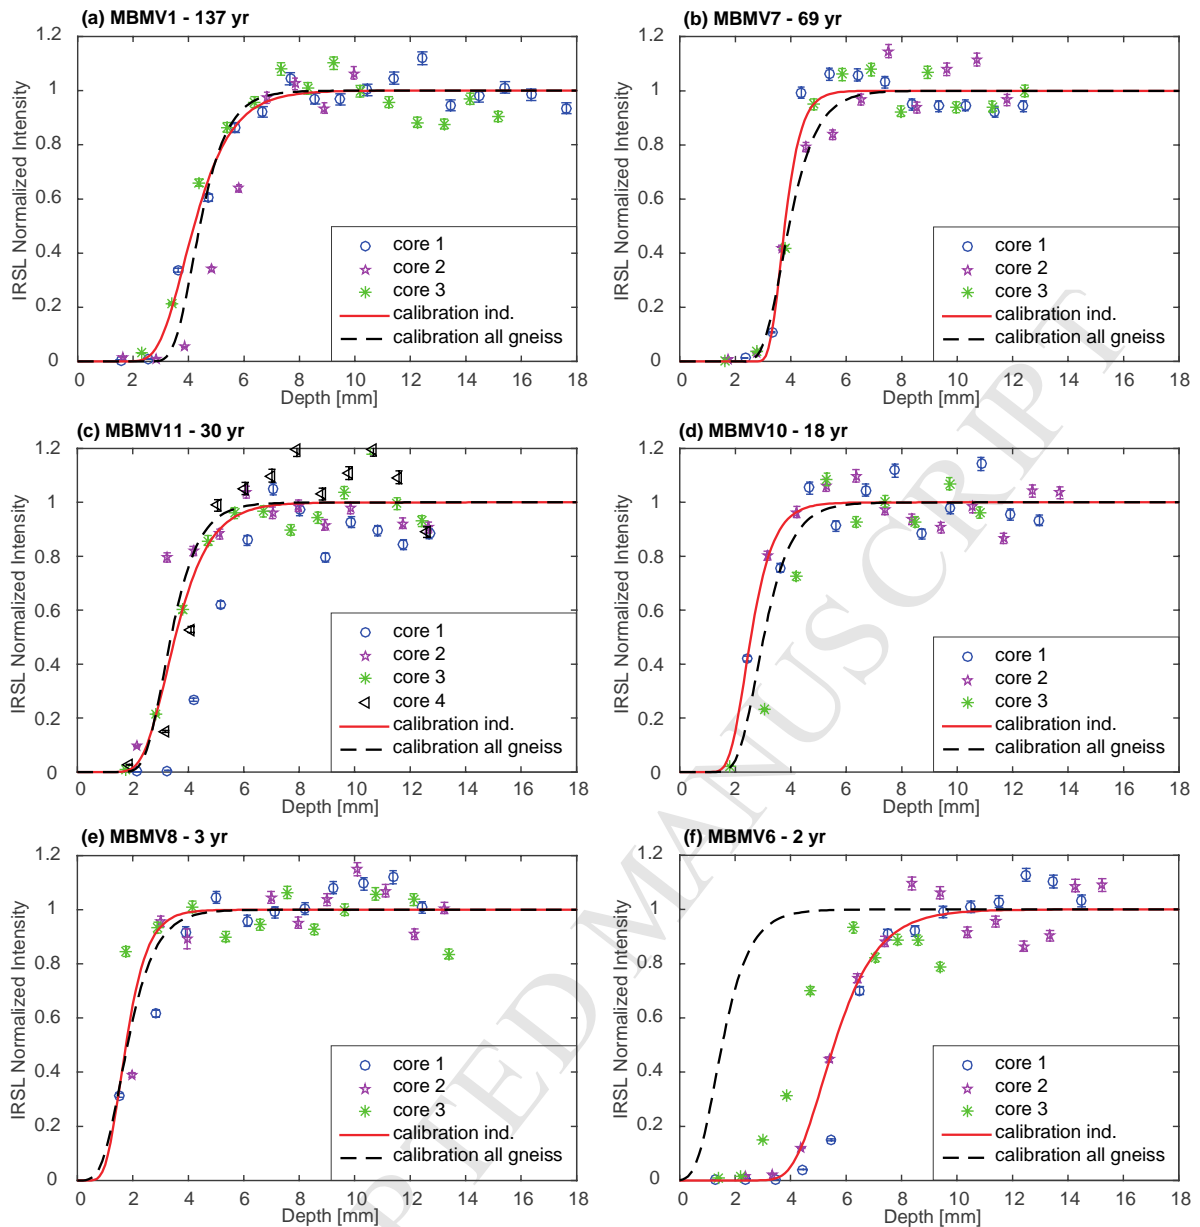 (a) MBMV1 - 137 yr
IRSL Normalized Intensity
1.2
1
0.8
0.6
0.4
0.2
0
0 2 4 6 8 10 12 14 16 18
Depth [mm]
core 1
core 2
core 3
calibration ind.
calibration all gneiss
(b) MBMV7 - 69 yr
IRSL Normalized Intensity
1.2
1
0.8
0.6
0.4
0.2
0
0 2 4 6 8 10 12 14 16 18
Depth [mm]
core 1
core 2
core 3
calibration ind.
calibration all gneiss
(c) MBMV11 - 30 yr
IRSL Normalized Intensity
1.2
1
0.8
0.6
0.4
0.2
0
0 2 4 6 8 10 12 14 16 18
Depth [mm]
core 1
core 2
core 3
core 4
calibration ind.
calibration all gneiss
(d) MBMV10 - 18 yr
IRSL Normalized Intensity
1.2
1
0.8
0.6
0.4
0.2
0
0 2 4 6 8 10 12 14 16 18
Depth [mm]
core 1
core 2
core 3
calibration ind.
calibration all gneiss
(e) MBMV8 - 3 yr
IRSL Normalized Intensity
1.2
1
0.8
0.6
0.4
0.2
0
0 2 4 6 8 10 12 14 16 18
Depth [mm]
core 1
core 2
core 3
calibration ind.
calibration all gneiss
(f) MBMV6 - 2 yr
IRSL Normalized Intensity
1.2
1
0.8
0.6
0.4
0.2
0
0 2 4 6 8 10 12 14 16 18
Depth [mm]
core 1
core 2
core 3
calibration ind.
calibration all gneiss
PTED MANUSCRIPT